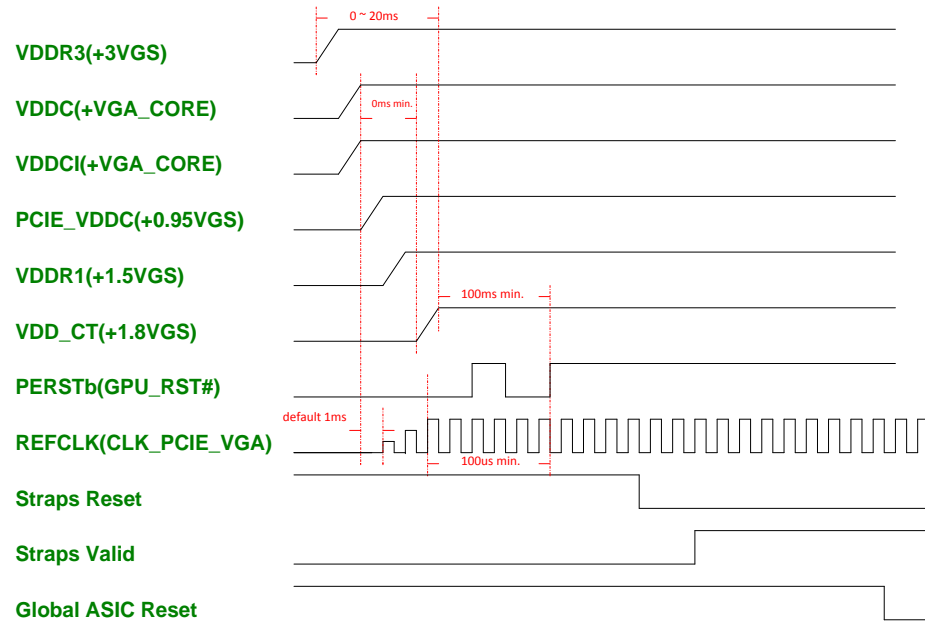 0 ~ 20ms
VDDR3(+3VGS)
VDDC(+VGA_CORE)
0ms min.
VDDCI(+VGA_CORE)
PCIE_VDDC(+0.95VGS)
VDDR1(+1.5VGS)
100ms min.
VDD_CT(+1.8VGS)
PERSTb(GPU_RST#)
default 1ms
REFCLK(CLK_PCIE_VGA)
100us min.
Straps Reset
Straps Valid
Global ASIC Reset